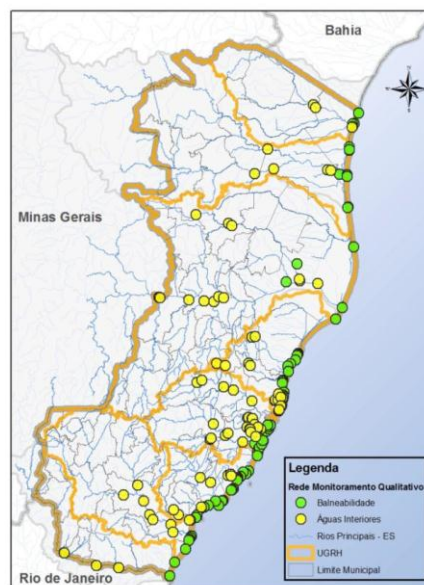 Bahia
Minas Gerais
Rio de Janeiro
Legenda
Rede Monitoramento Qualitativo
Balneabilidade
Águas Interiores
Rios Principais - ES
UGRH
Limite Municipal